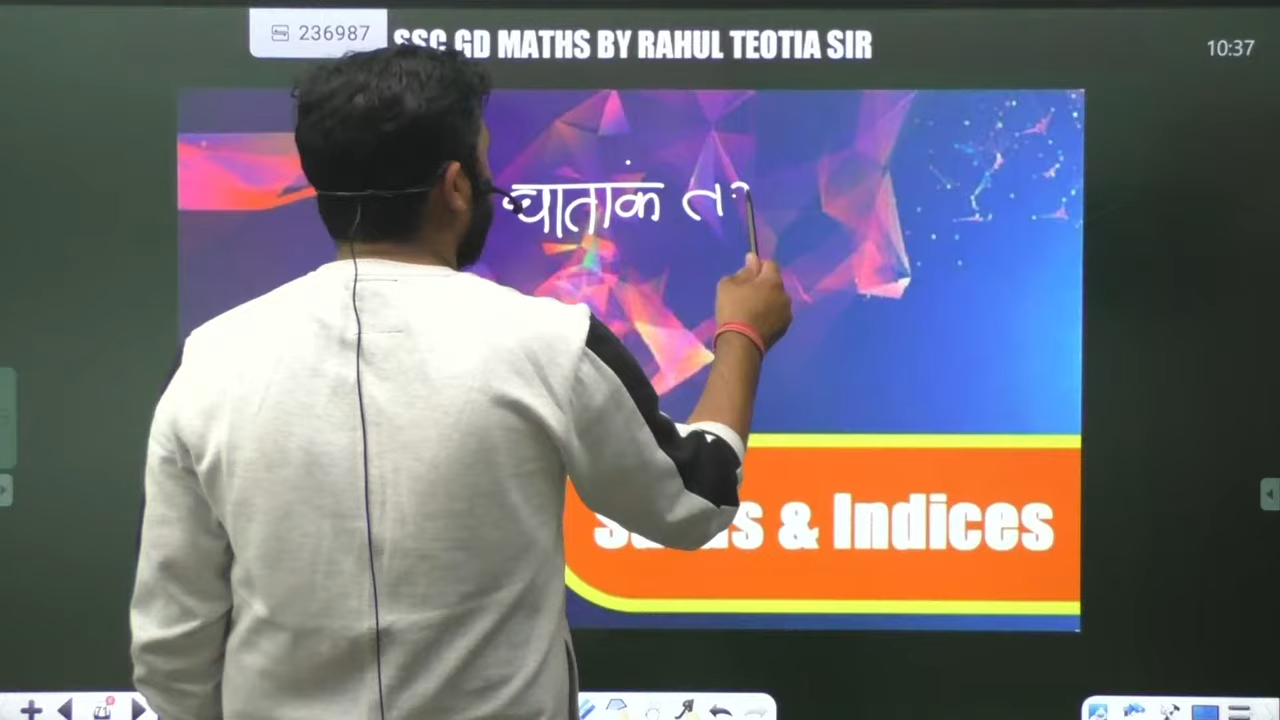 236987
SSC GD MATHS BY RAHUL TEOTIA SIR
10:37
घातांक
& Indices